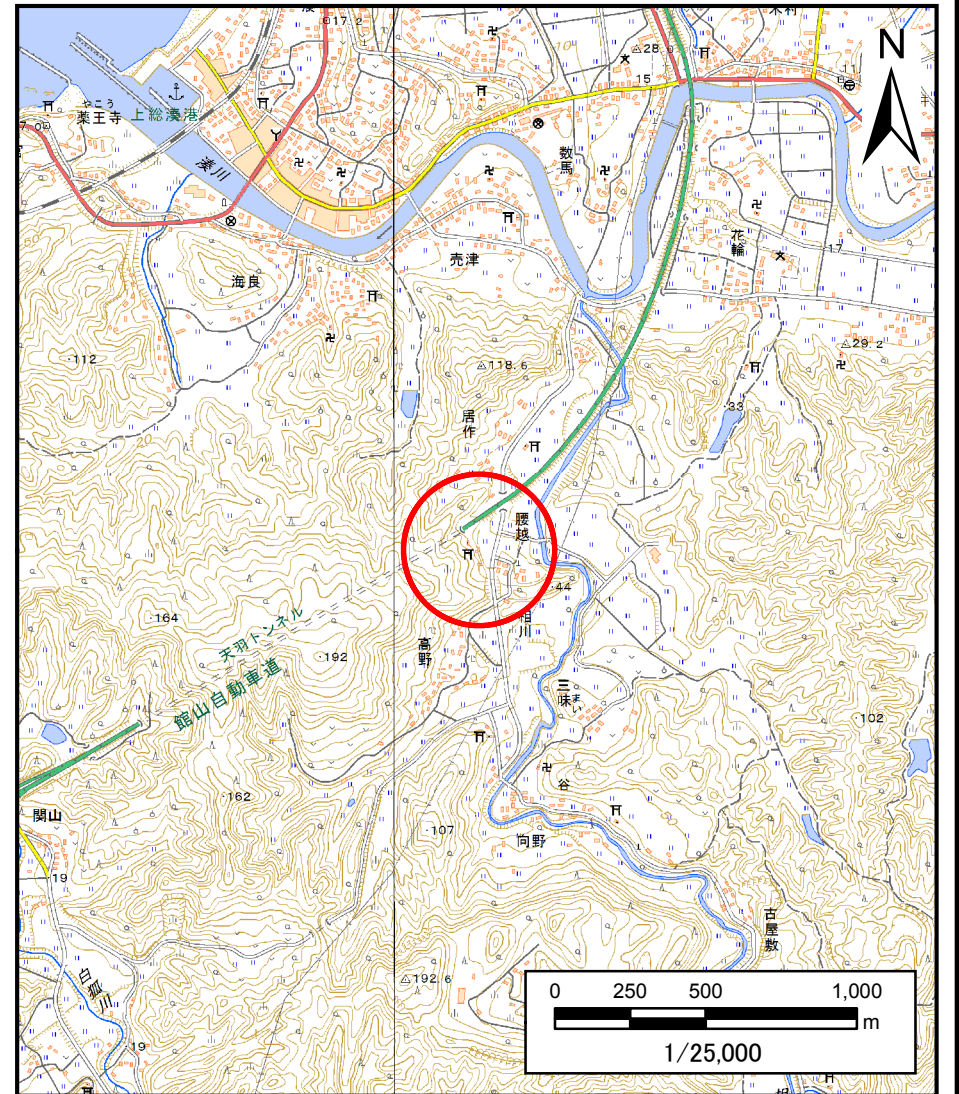 17.2
木村
28.0
N
10
15
11
やこう
薬王寺
上総湊港
湊川
数馬
花輪
17
海良
売津
112
118.6
29.2
33
居作
腰越
44
相川
164
天羽トンネル
192
高野
館山自動車道
三味
まい
102
162
谷
関山
107
向野
19
古屋敷
白狐川
192.6
19
0 250 500 1,000
m
1/25,000